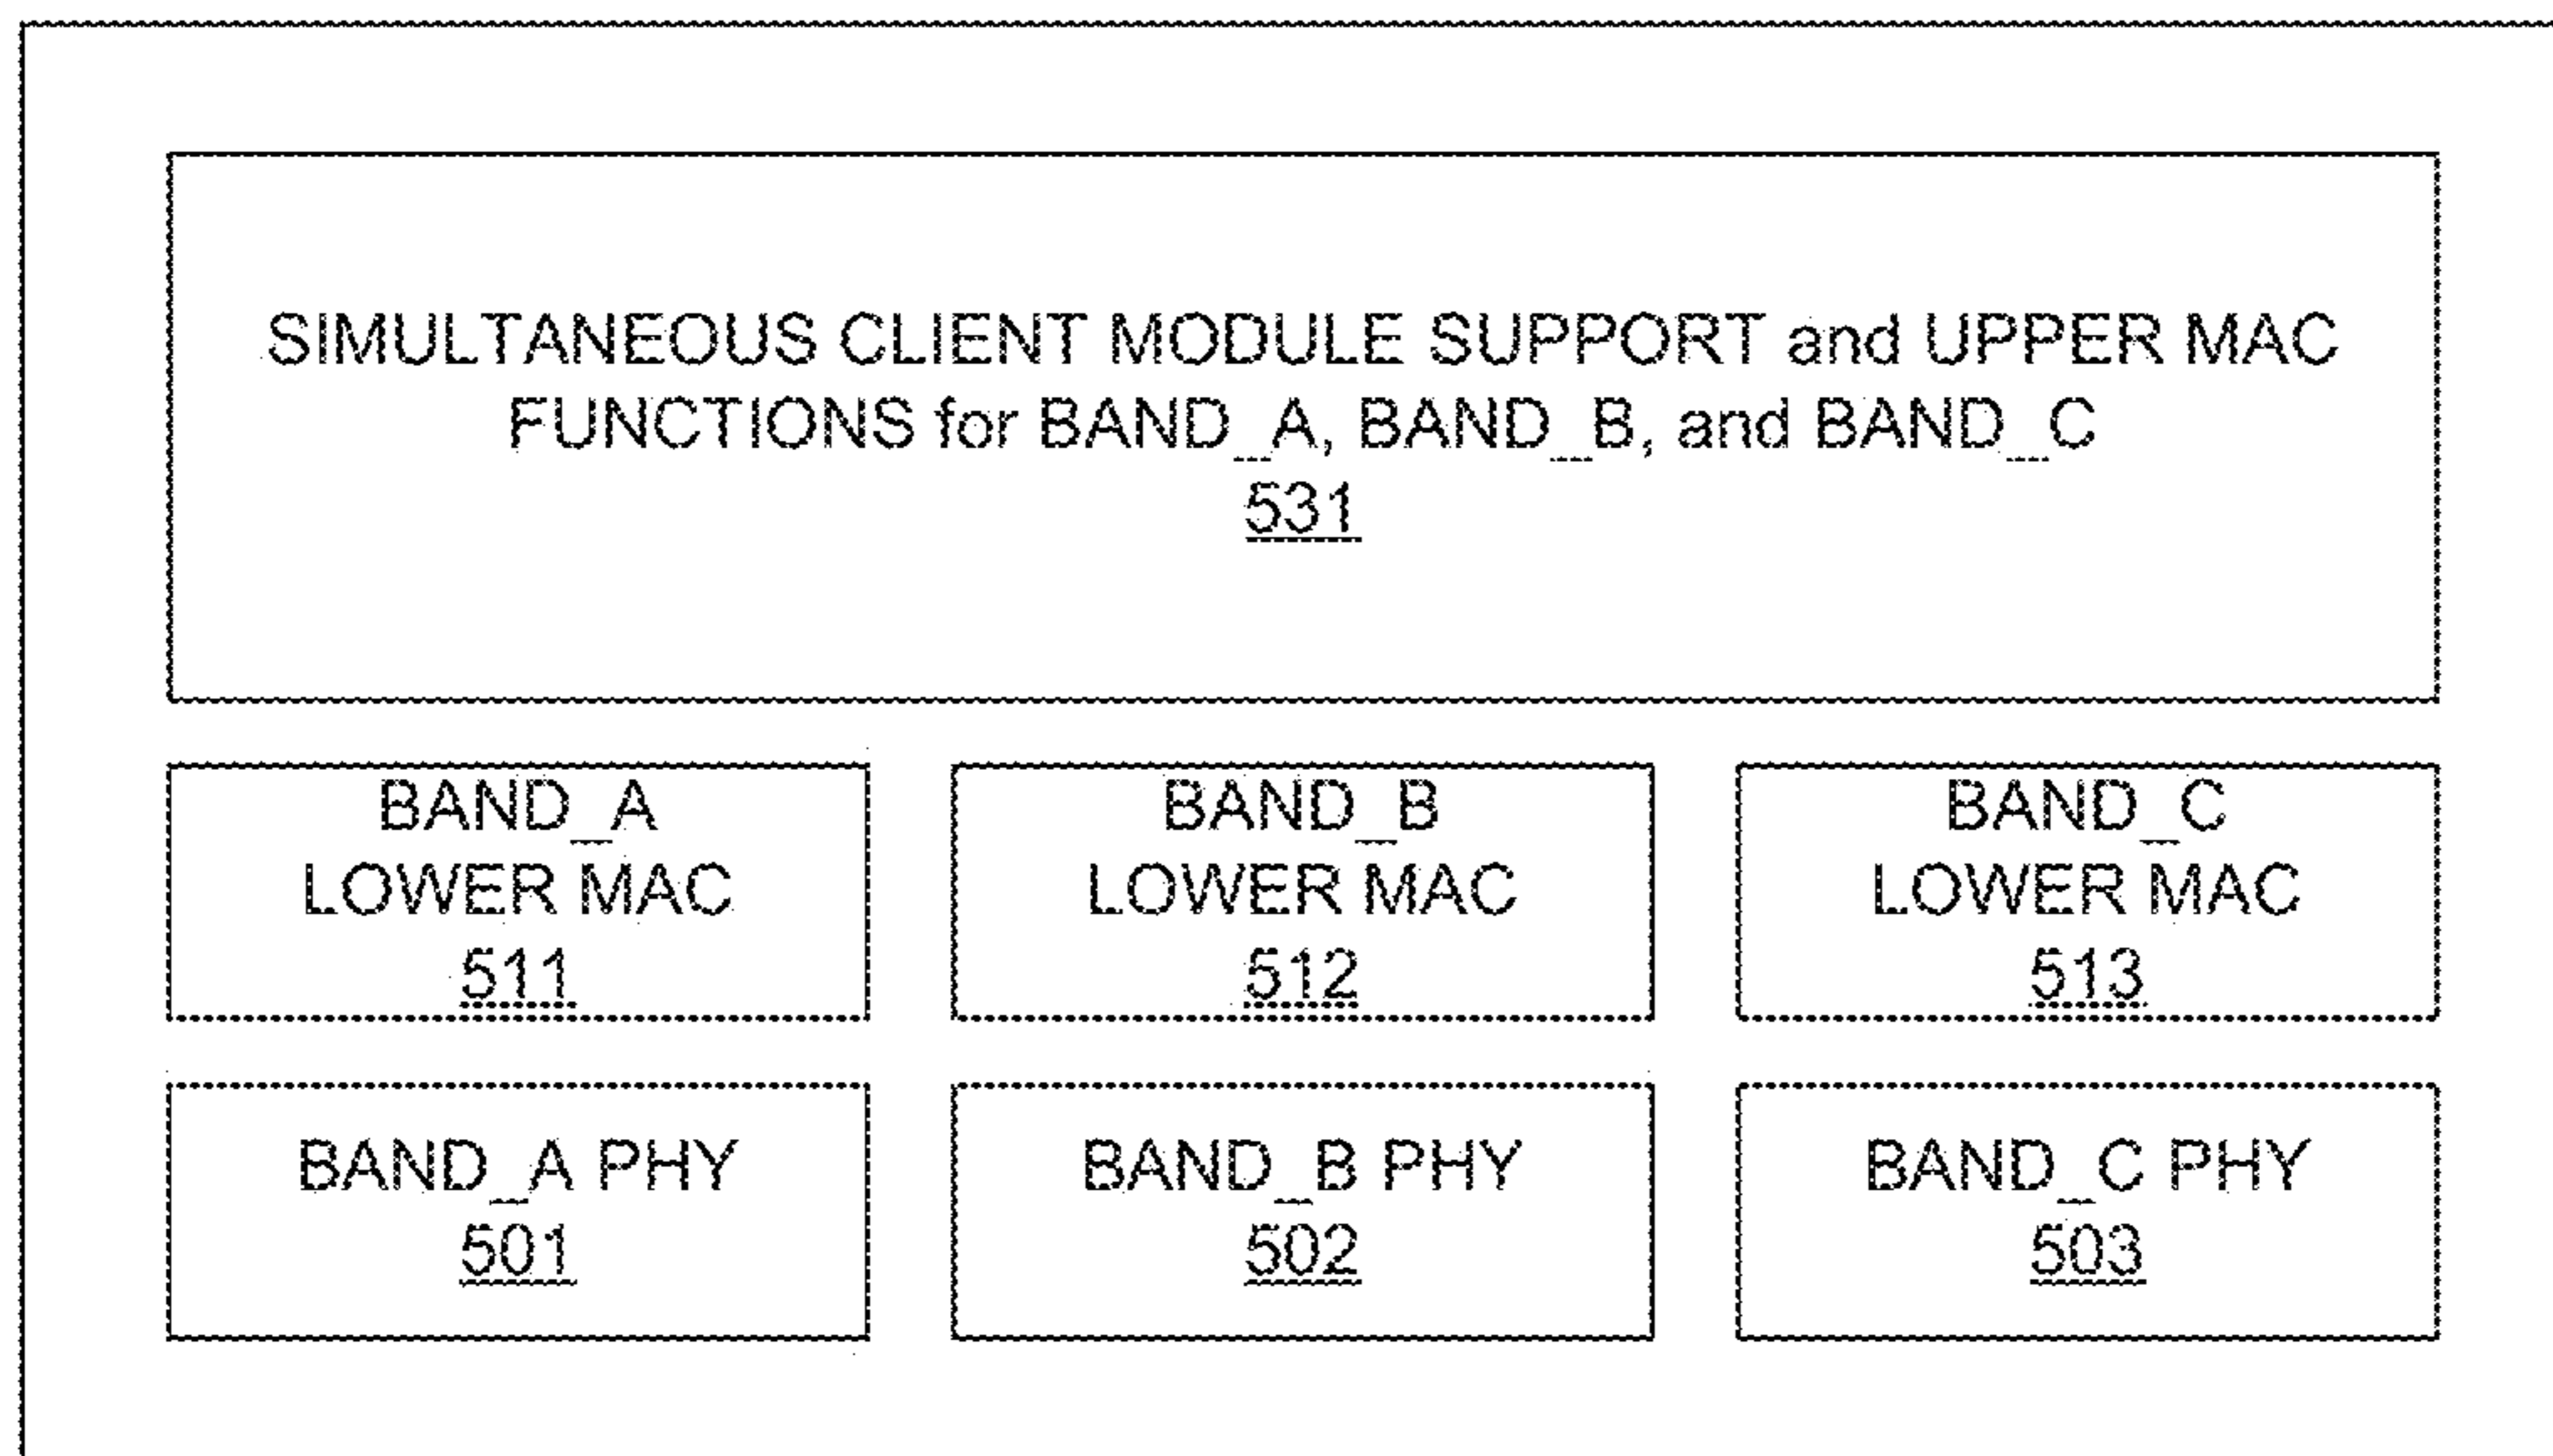 SIMULTANEOUS CLIENT MODULE SUPPORT and UPPER MAC
FUNCTIONS for BAND_A, BAND_B, and BAND_C
531
BAND_A
LOWER MAC
511
BAND_B
LOWER MAC
512
BAND_C
LOWER MAC
513
BAND_A PHY
501
BAND_B PHY
502
BAND_C PHY
503